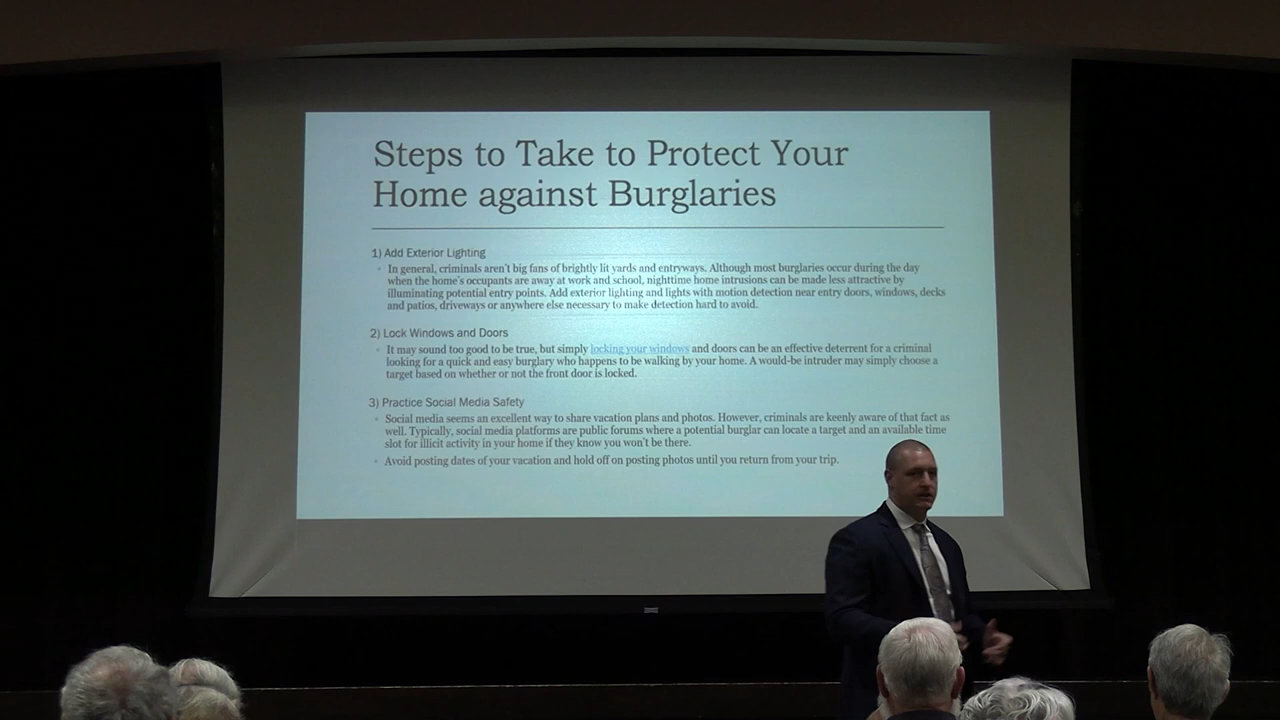 Steps to Take to Protect Your
Home against Burglaries
1) Add Exterior Lighting
In general, criminals aren't big fans of brightly lit yards and entryways. Although most burglaries occur during the day
when the home's occupants are away at work and school, nighttime home intrusions can be made less attractive by
illuminating potential entry points. Add exterior lighting and lights with motion detection near entry doors, windows, decks
and patios, driveways or anywhere else necessary to make detection hard to avoid.
2) Lock Windows and Doors
It may sound too good to be true, but simply locking your windows and doors can be an effective deterrent for a criminal
looking for a quick and easy burglary who happens to be walking by your home. A would-be intruder may simply choose a
target based on whether or not the front door is locked.
3) Practice Social Media Safety
Social media seems an excellent way to share vacation plans and photos. However, criminals are keenly aware of that fact as
well. Typically, social media platforms are public forums where a potential burglar can locate a target and an available time
slot for illicit activity in your home if they know you won't be there.
Avoid posting dates of your vacation and hold off on posting photos until you return from your trip.